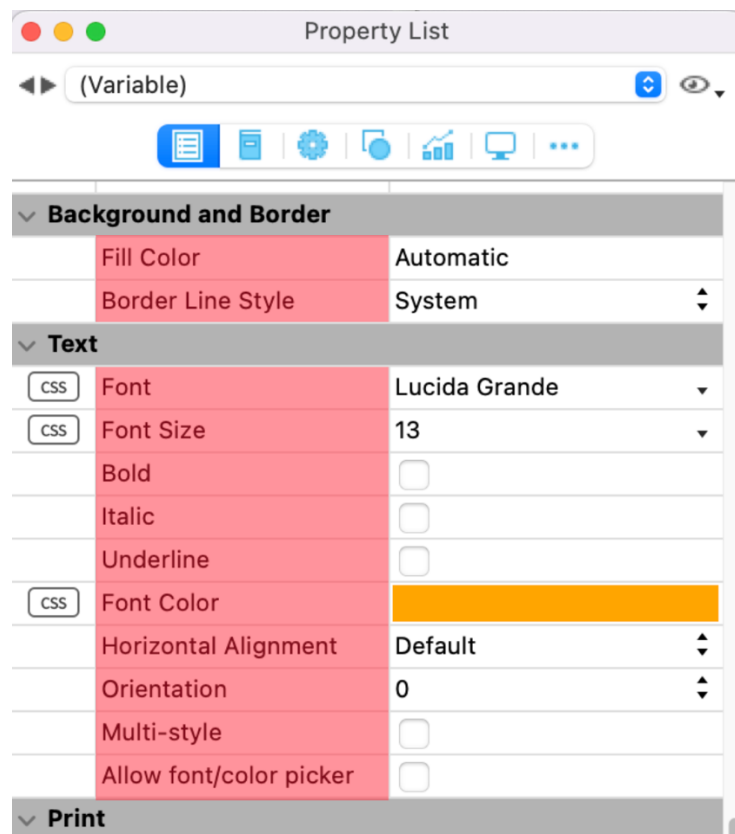 Property List
(Variable)
Background and Border
Fill Color Automatic
Border Line Style System
Text
CSS Font Lucida Grande
CSS Font Size 13
Bold
Italic
Underline
CSS Font Color
Horizontal Alignment Default
Orientation 0
Multi-style
Allow font/color picker
Print